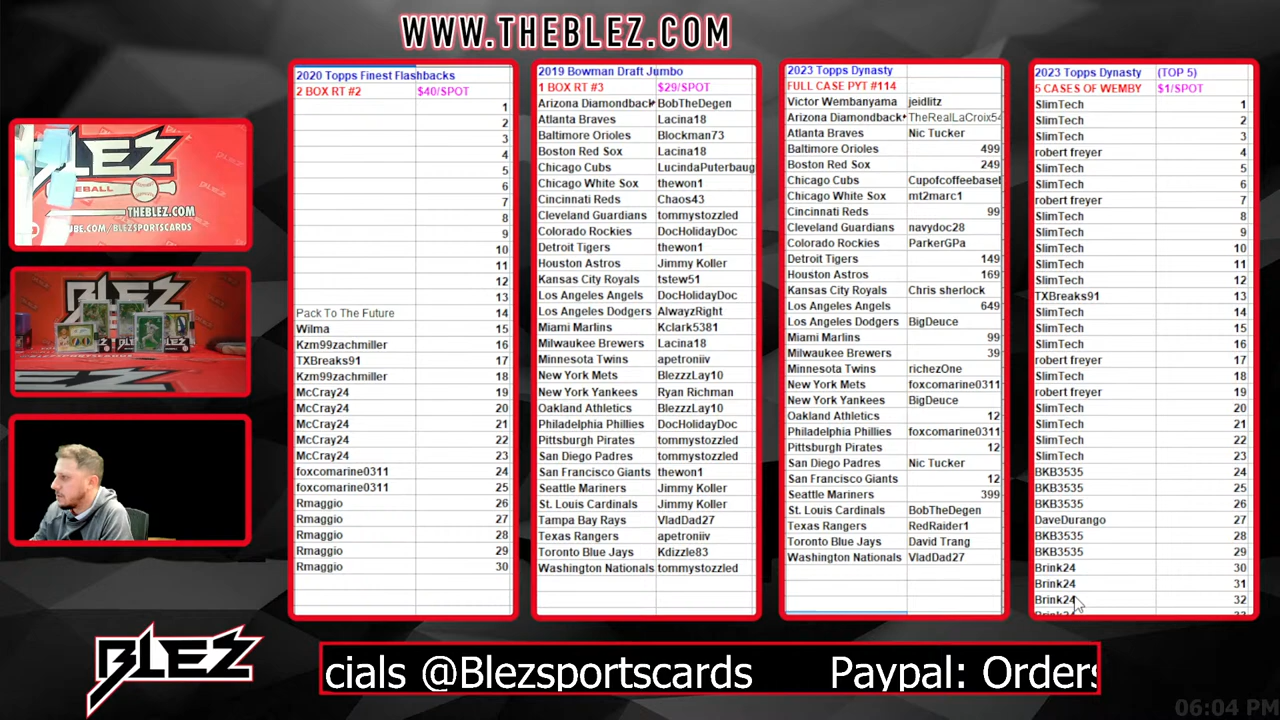 WWW.THEBLEZ.COM
BLEZ
BASEBALL
THEBLEZ.COM
UBE.COM/BLEZSPORTSCARDS
2020 Topps Finest Flashbacks
2 BOX RT #2 $40/SPOT
1
2
3
4
5
6
7
8
9
10
11
12
13
Pack To The Future 14
Wilma 15
Kzm99zachmiller 16
TXBreaks91 17
Kzm99zachmiller 18
McCray24 19
McCray24 20
McCray24 21
McCray24 22
McCray24 23
foxcomarine0311 24
foxcomarine0311 25
Rmaggio 26
Rmaggio 27
Rmaggio 28
Rmaggio 29
Rmaggio 30
2019 Bowman Draft Jumbo
1 BOX RT #3 $29/SPOT
Arizona Diamondback BobTheDegen
Atlanta Braves Lacina18
Baltimore Orioles Blockman73
Boston Red Sox Lacina18
Chicago Cubs LucindaPuterbaug
Chicago White Sox thewon1
Cincinnati Reds Chaos43
Cleveland Guardians tommystozzled
Colorado Rockies DocHolidayDoc
Detroit Tigers thewon1
Houston Astros Jimmy Koller
Kansas City Royals tstew51
Los Angeles Angels DocHolidayDoc
Los Angeles Dodgers AlwayzRight
Miami Marlins Kclark5381
Milwaukee Brewers Lacina18
Minnesota Twins apetroniiv
New York Mets BlezzzLay10
New York Yankees Ryan Richman
Oakland Athletics BlezzzLay10
Philadelphia Phillies DocHolidayDoc
Pittsburgh Pirates tommystozzled
San Diego Padres tommystozzled
San Francisco Giants thewon1
Seattle Mariners Jimmy Koller
St. Louis Cardinals Jimmy Koller
Tampa Bay Rays VladDad27
Texas Rangers apetroniiv
Toronto Blue Jays Kdizzle83
Washington Nationals tommystozzled
2023 Topps Dynasty
FULL CASE PYT #114
Victor Wembanyama jeidlitz
Arizona Diamondback TheRealLaCroix54
Atlanta Braves Nic Tucker
Baltimore Orioles 499
Boston Red Sox 249
Chicago Cubs Cupofcoffeebasel
Chicago White Sox mt2marc1
Cincinnati Reds 99
Cleveland Guardians navydoc28
Colorado Rockies ParkerGPa
Detroit Tigers 149
Houston Astros 169
Kansas City Royals Chris sherlock
Los Angeles Angels 649
Los Angeles Dodgers BigDeuce
Miami Marlins 99
Milwaukee Brewers 39
Minnesota Twins richezOne
New York Mets foxcomarine0311
New York Yankees BigDeuce
Oakland Athletics 12
Philadelphia Phillies foxcomarine0311
Pittsburgh Pirates 12
San Diego Padres Nic Tucker
San Francisco Giants 12
Seattle Mariners 399
St. Louis Cardinals BobTheDegen
Texas Rangers RedRaider1
Toronto Blue Jays David Trang
Washington Nationals VladDad27
2023 Topps Dynasty (TOP 5)
5 CASES OF WEMBY $1/SPOT
SlimTech 1
SlimTech 2
SlimTech 3
robert freyer 4
SlimTech 5
SlimTech 6
robert freyer 7
SlimTech 8
SlimTech 9
SlimTech 10
SlimTech 11
SlimTech 12
TXBreaks91 13
SlimTech 14
SlimTech 15
SlimTech 16
robert freyer 17
SlimTech 18
robert freyer 19
SlimTech 20
SlimTech 21
SlimTech 22
SlimTech 23
BKB3535 24
BKB3535 25
BKB3535 26
DaveDurango 27
BKB3535 28
BKB3535 29
Brink24 30
Brink24 31
Brink24 32
BLEZ
cials @Blezsportscards Paypal: Orders
06:04 PM